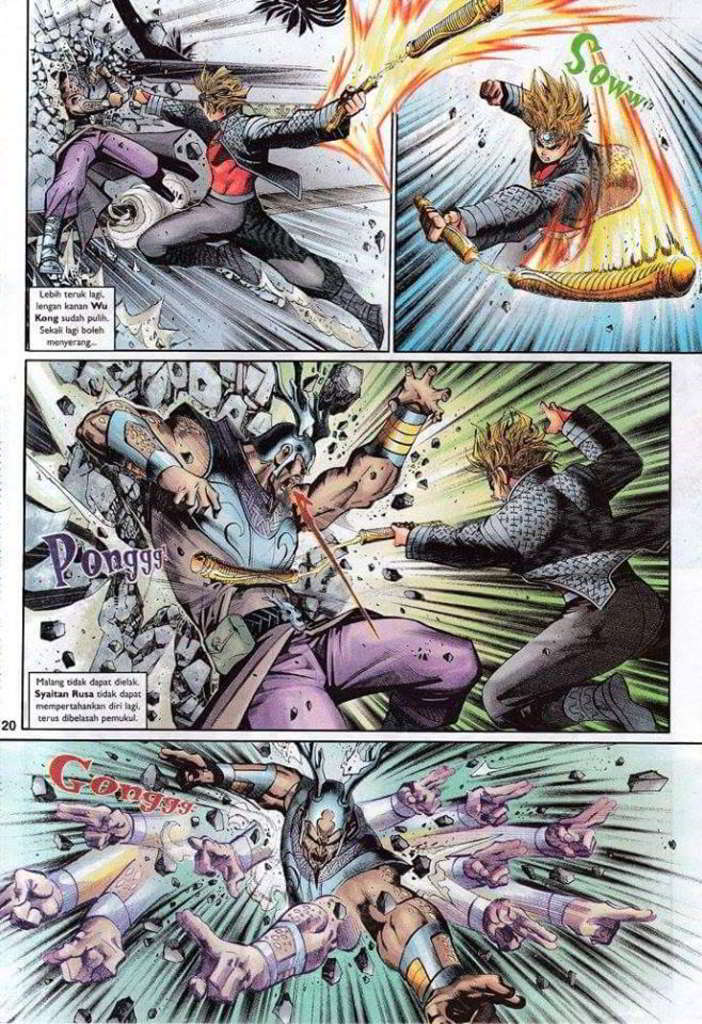 Soww
Lebih teruk lagi,
lengan kanan Wu
Kong sudah pulih.
Sekali lagi boleh
menyerang...
Ponggg
Malang tidak dapat dielak.
Syaitan Rusa tidak dapat
mempertahankan diri lagi,
terus dibelasah pemukul.
20
Gonggg